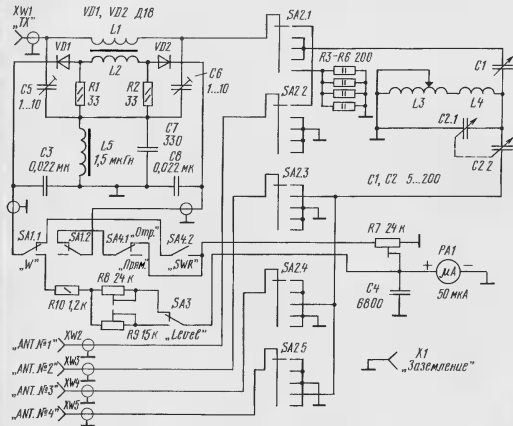 XW1
„TX"
VD1, VD2 Д18
L1
SA2.1
VD1
L2
VD2
C6
1...10
R3-R6 200
C1
C5
1...10
R1
33
R2
33
SA2.2
L3
L4
C2.1
C7
330
C2.2
L5
1,5 мкГн
C3
0,022 мк
C8
0,022 мк
SA2.3
C1, C2 5...200
SA1.1
SA1.2
SA4.1
„Отр."
SA4.2
R7 24 к
„W"
„Прям."
„SWR"
PA1
+
μA
−
50 мкА
R8 24 к
SA2.4
C4
6800
R10 1,2 к
SA3
R9 15 к
„Level"
XW2
„ANT. №1"
XW3
„ANT. №2"
SA2.5
X1
„Заземление"
XW4
„ANT. №3"
XW5
„ANT. №4"